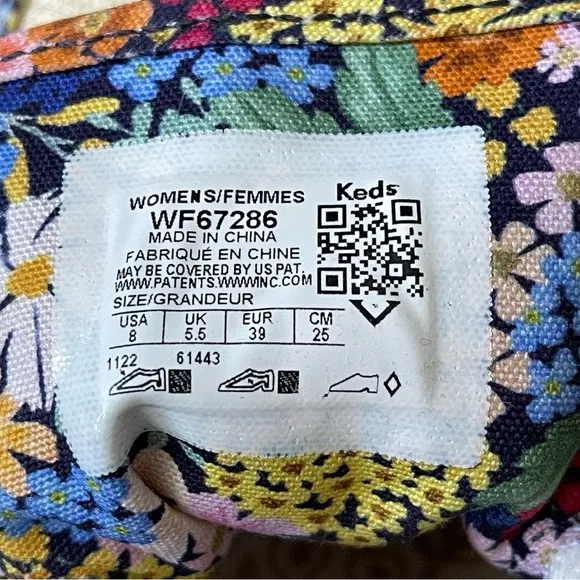 WOMENS/FEMMES Keds
WF67286
MADE IN CHINA
FABRIQUÉ EN CHINE
MAY BE COVERED BY US PAT.
WWW.PATENTS.WWWINC.COM
SIZE/GRANDEUR
USA UK EUR CM
8 5.5 39 25
1122 61443